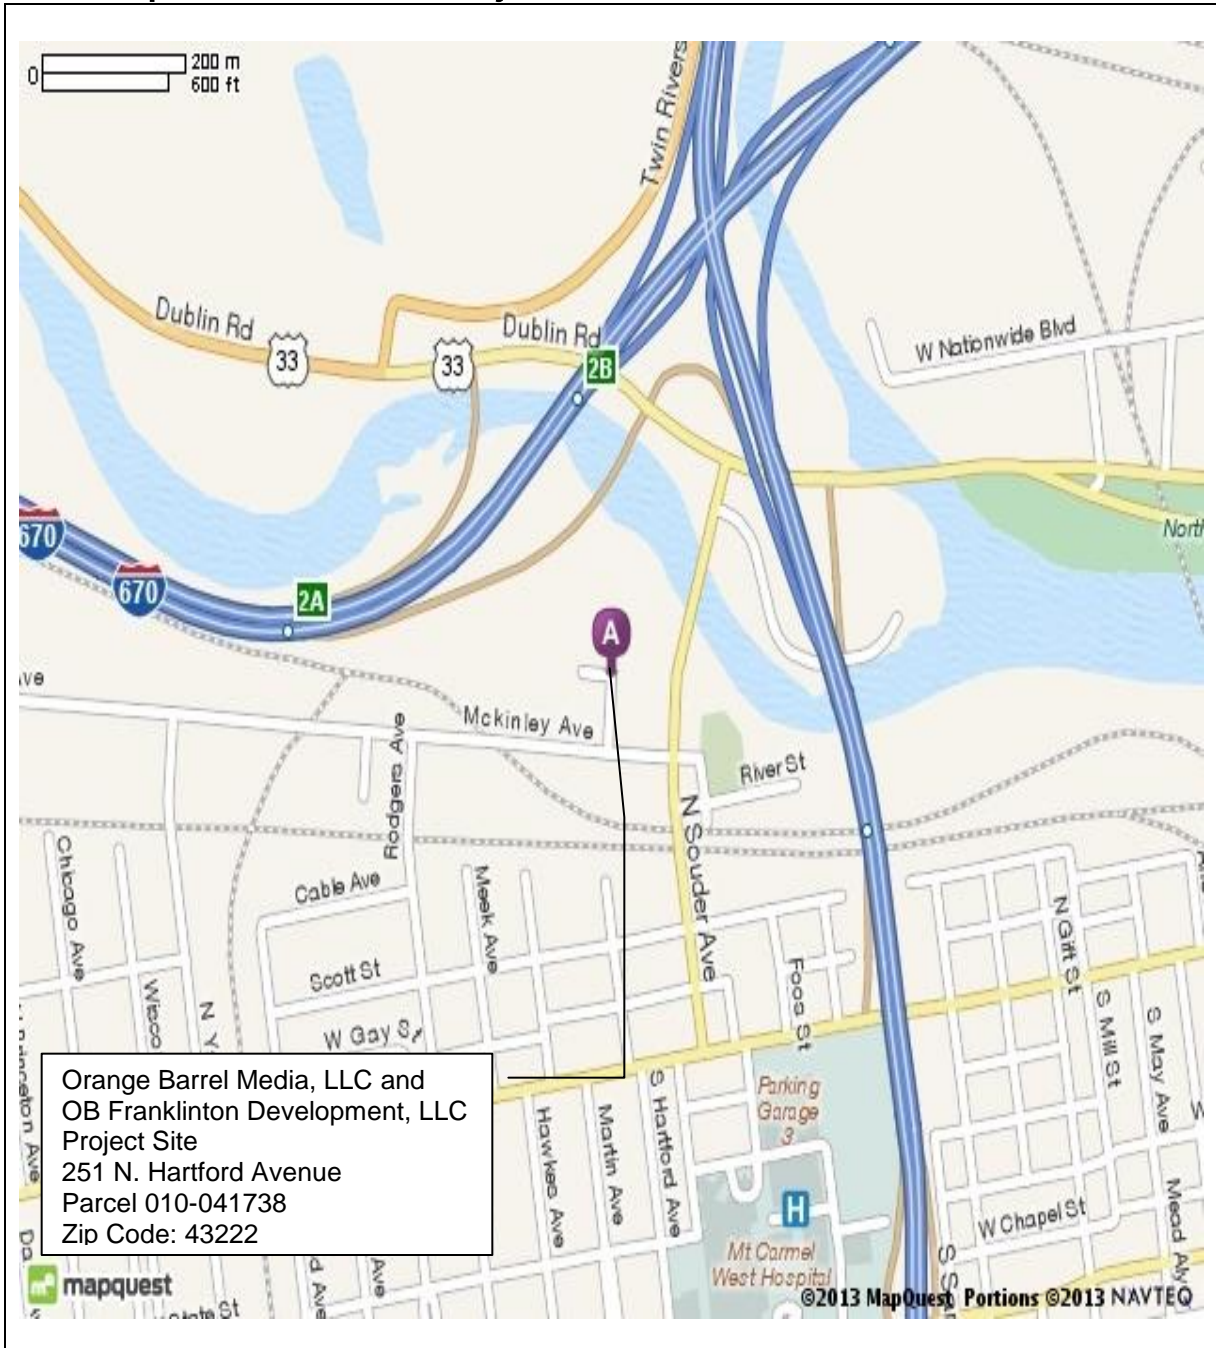 0
200 m
600 ft
Twin Rivers
Dublin Rd
Dublin Rd
33
33
2B
W Nationwide Blvd
North
670
670
2A
A
Mckinley Ave
River St
Rodgers Ave
N Souder Ave
Chicago Ave
Cable Ave
Meek Ave
Scott St
W Gay St
Foos St
N Gift St
S Mill St
S May Ave
Orange Barrel Media, LLC and
OB Franklinton Development, LLC
Project Site
251 N. Hartford Avenue
Parcel 010-041738
Zip Code: 43222
Hawkes Ave
Martin Ave
S Hartford Ave
Parking
Garage
3
H
Mt Carmel
West Hospital
W Chapel St
Mead Aly
Ave
mapquest
©2013 MapQuest Portions ©2013 NAVTEQ